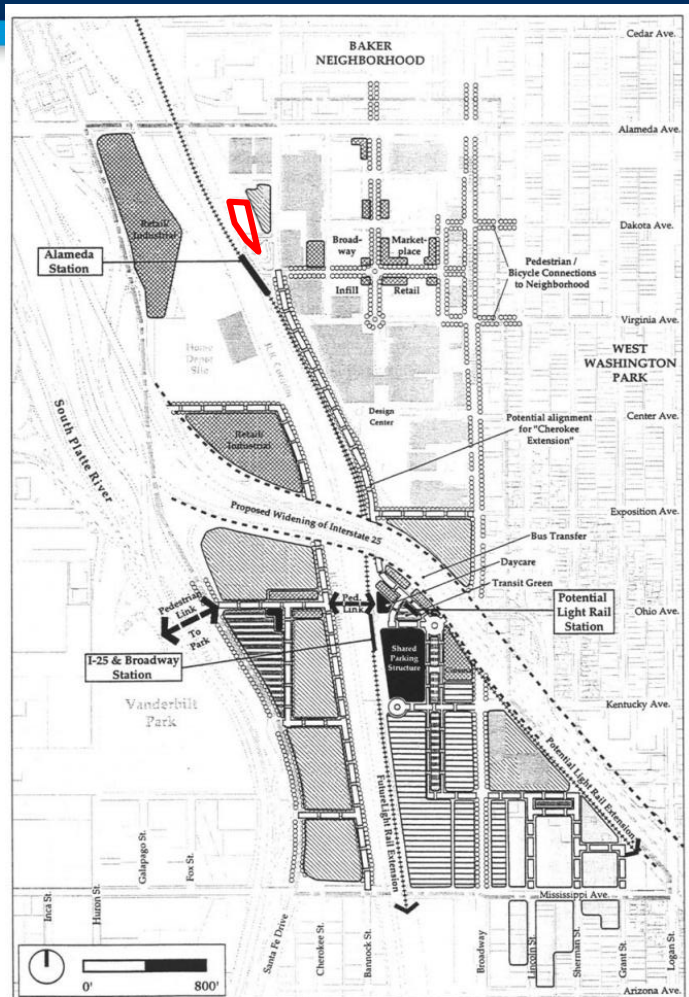 Cedar Ave.
BAKER
NEIGHBORHOOD
Alameda Ave.
Retail/
Industrial
Broad-
way
Market-
place
Dakota Ave.
Alameda
Station
Pedestrian /
Bicycle Connections
to Neighborhood
Infill
Retail
Virginia Ave.
Home
Depot
Site
R.R. Corridor
WEST
WASHINGTON
PARK
South Platte
River
Design
Center
Center Ave.
Potential alignment
for "Cherokee
Extension"
Retail/
Industrial
Proposed Widening of Interstate 25
Exposition Ave.
Bus Transfer
Daycare
Transit Green
Pedestrian
Link
To
Park
Ped.
Link
Potential
Light Rail
Station
Ohio Ave.
I-25 & Broadway
Station
Shared
Parking
Structure
Vanderbilt
Park
Kentucky Ave.
Potential Light Rail Extension
Future Light Rail Extension
Mississippi Ave.
Inca St.
Huron St.
Galapago St.
Fox St.
Santa Fe Drive
Cherokee St.
Bannock St.
Broadway
Lincoln St.
Sherman St.
Grant St.
Logan St.
0'
800'
Arizona Ave.